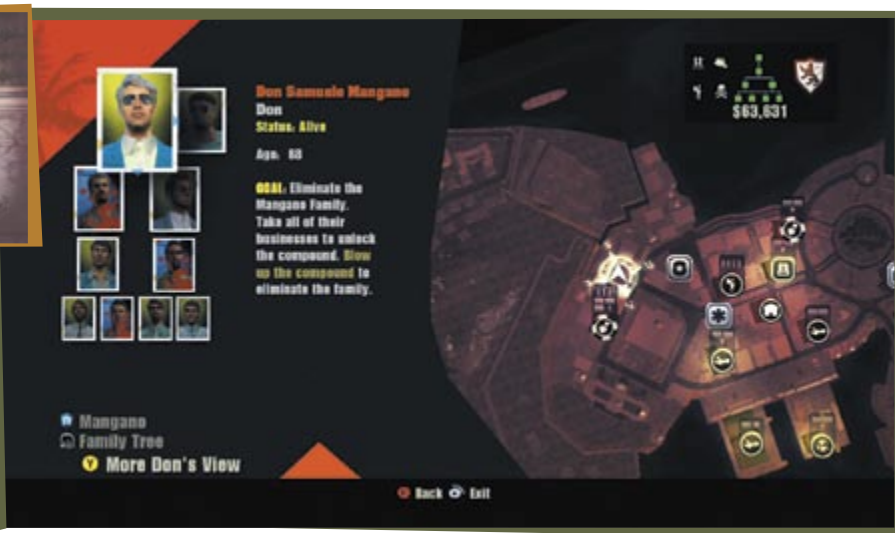 Don Samuele Mangano
Don
Status: Alive
Age: 68
GOAL: Eliminate the
Mangano Family.
Take all of their
businesses to unlock
the compound. Blow
up the compound to
eliminate the family.
$63,631
Mangano
Family Tree
Y More Don's View
Back Exit